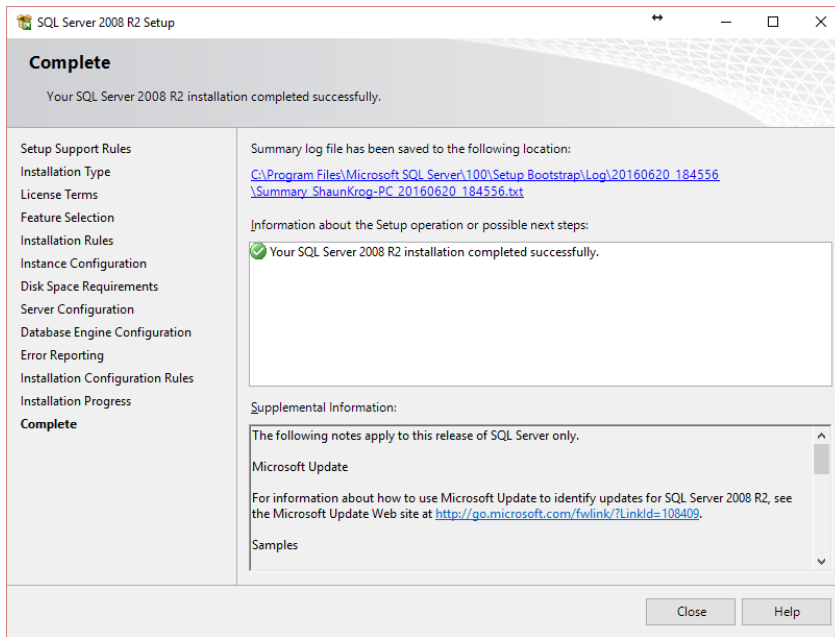 SQL Server 2008 R2 Setup
Complete
Your SQL Server 2008 R2 installation completed successfully.
Setup Support Rules
Installation Type
License Terms
Feature Selection
Installation Rules
Instance Configuration
Disk Space Requirements
Server Configuration
Database Engine Configuration
Error Reporting
Installation Configuration Rules
Installation Progress
Complete
Summary log file has been saved to the following location:
C:\Program Files\Microsoft SQL Server\100\Setup Bootstrap\Log\20160620_184556
\Summary_ShaunKrog-PC_20160620_184556.txt
Information about the Setup operation or possible next steps:
Your SQL Server 2008 R2 installation completed successfully.
Supplemental Information:
The following notes apply to this release of SQL Server only.
Microsoft Update
For information about how to use Microsoft Update to identify updates for SQL Server 2008 R2, see
the Microsoft Update Web site at http://go.microsoft.com/fwlink/?LinkId=108409.
Samples
Close
Help